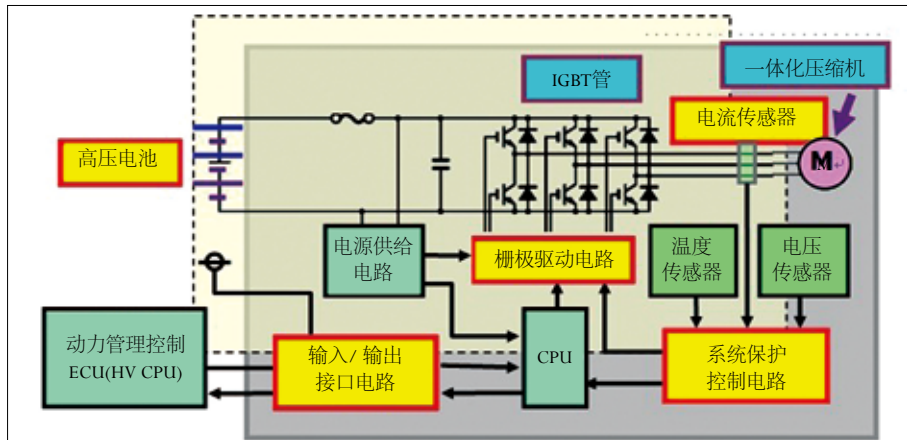 一体化压缩机
IGBT管
电流传感器
高压电池
M
电源供给
电路
栅极驱动电路
温度
传感器
电压
传感器
动力管理控制
ECU(HV CPU)
输入/输出
接口电路
CPU
系统保护
控制电路